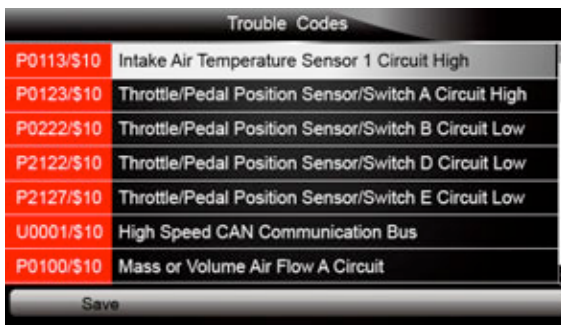 Trouble Codes
P0113/$10 Intake Air Temperature Sensor 1 Circuit High
P0123/$10 Throttle/Pedal Position Sensor/Switch A Circuit High
P0222/$10 Throttle/Pedal Position Sensor/Switch B Circuit Low
P2122/$10 Throttle/Pedal Position Sensor/Switch D Circuit Low
P2127/$10 Throttle/Pedal Position Sensor/Switch E Circuit Low
U0001/$10 High Speed CAN Communication Bus
P0100/$10 Mass or Volume Air Flow A Circuit
Save